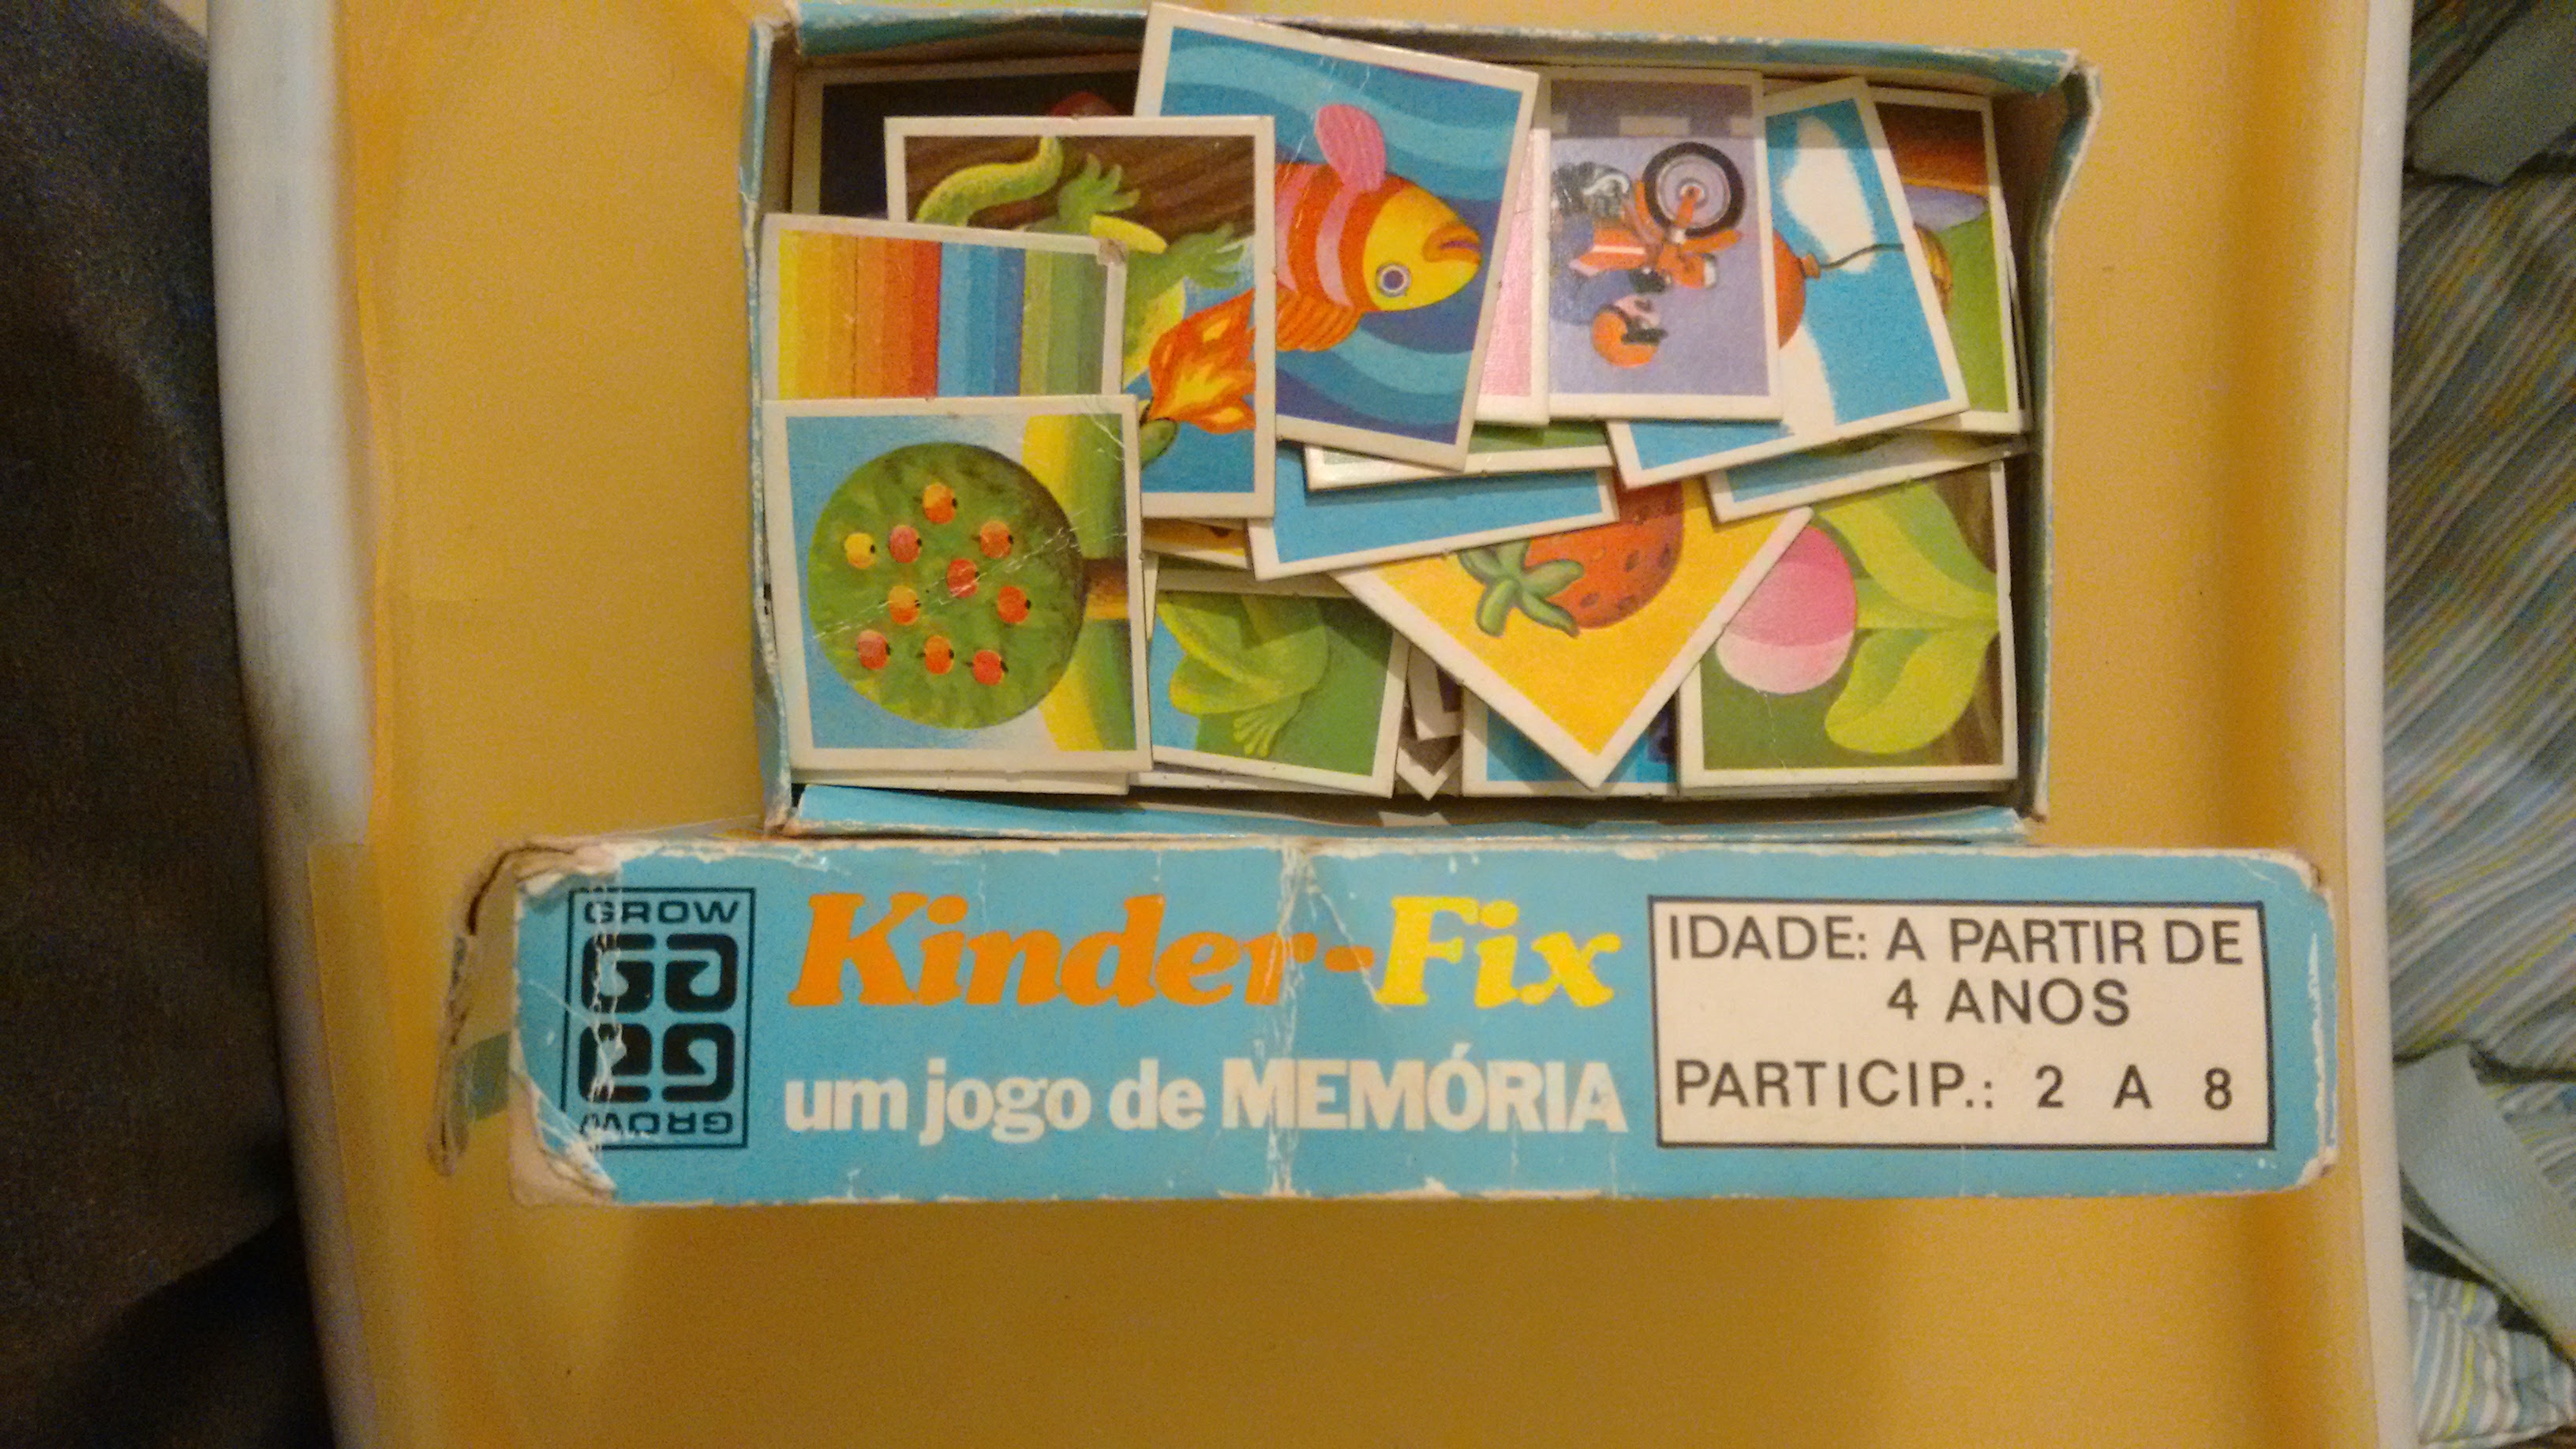 GROW
Kinder-Fix
um jogo de MEMÓRIA
GROW
IDADE: A PARTIR DE
4 ANOS
PARTICIP.: 2 A 8